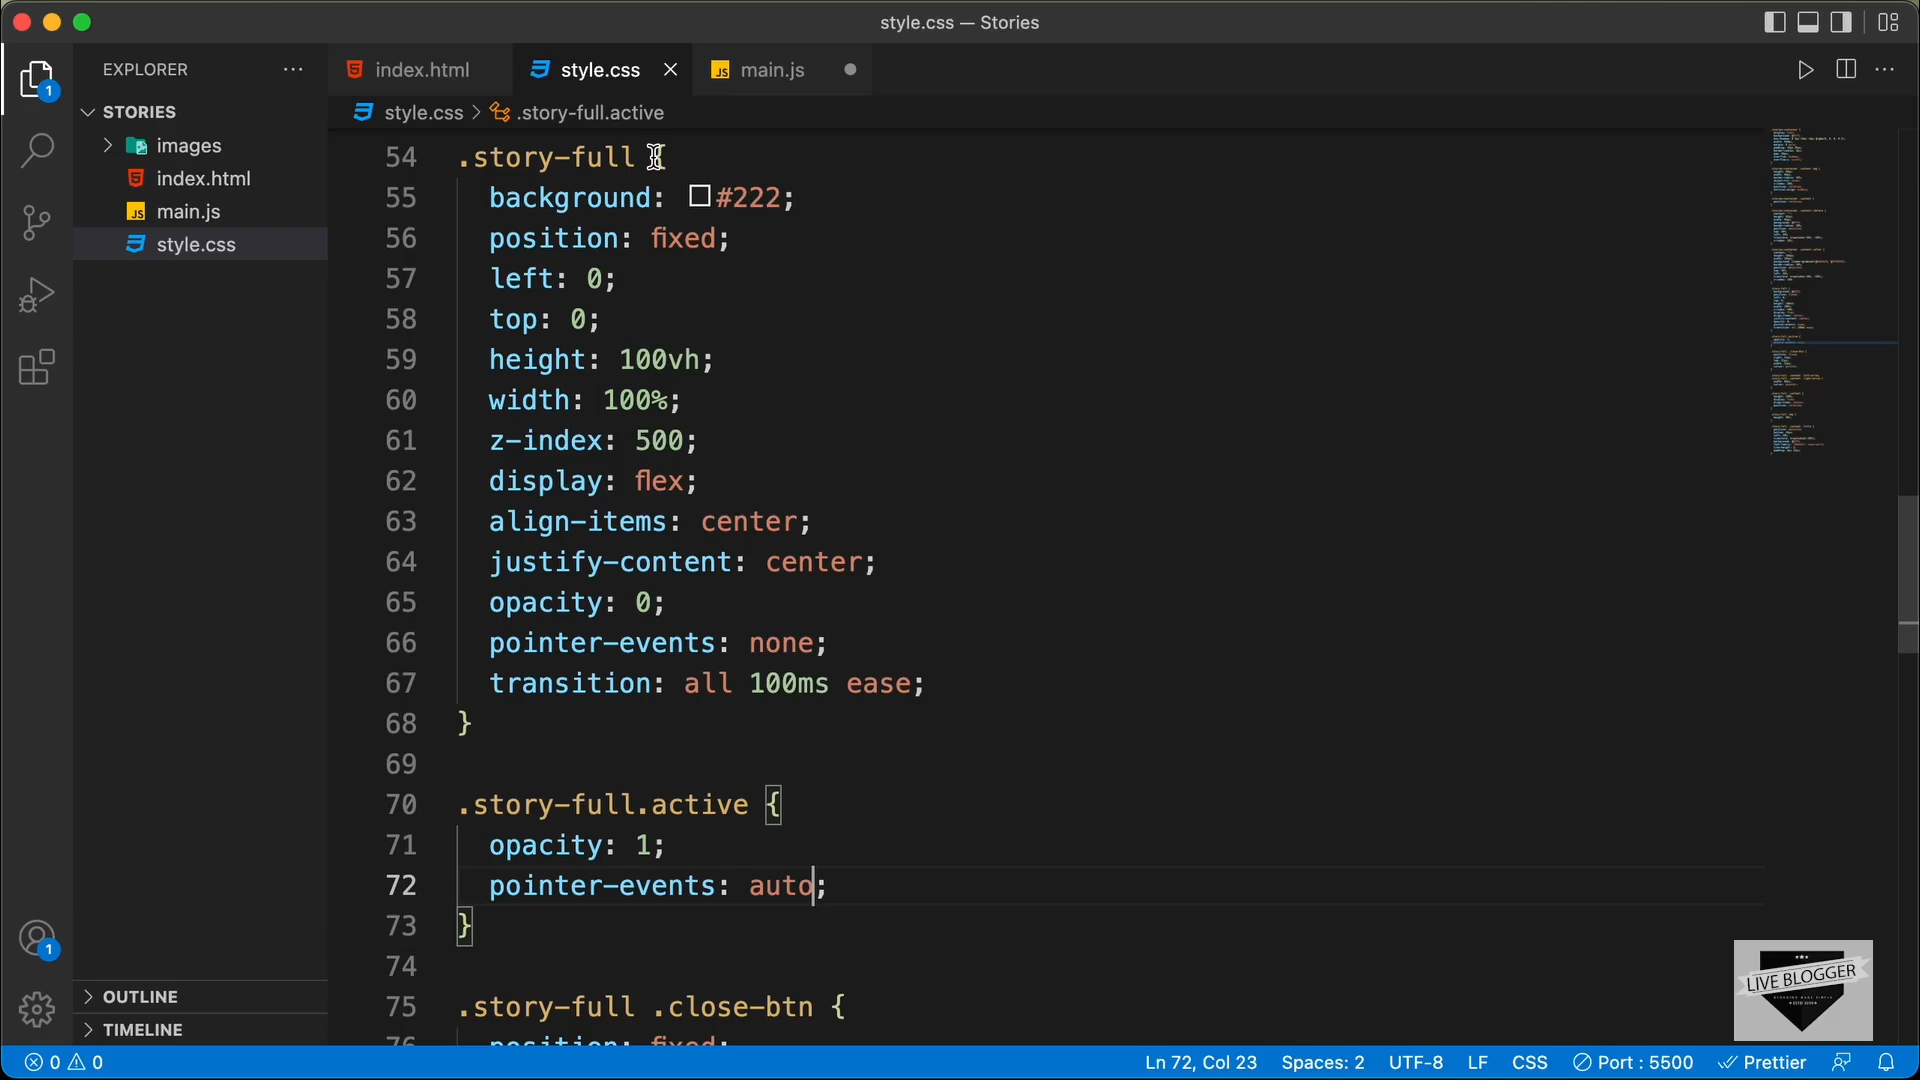 style.css — Stories
EXPLORER
index.html
style.css
main.js
STORIES
style.css > .story-full.active
images
index.html
main.js
style.css
54 .story-full {
55 background: #222;
56 position: fixed;
57 left: 0;
58 top: 0;
59 height: 100vh;
60 width: 100%;
61 z-index: 500;
62 display: flex;
63 align-items: center;
64 justify-content: center;
65 opacity: 0;
66 pointer-events: none;
67 transition: all 100ms ease;
68 }
69
70 .story-full.active {
71 opacity: 1;
72 pointer-events: auto;
73 }
74
75 .story-full .close-btn {
76 position: fixed;
1
1
OUTLINE
TIMELINE
LIVE BLOGGER
0 0
Ln 72, Col 23 Spaces: 2 UTF-8 LF CSS Port : 5500 Prettier